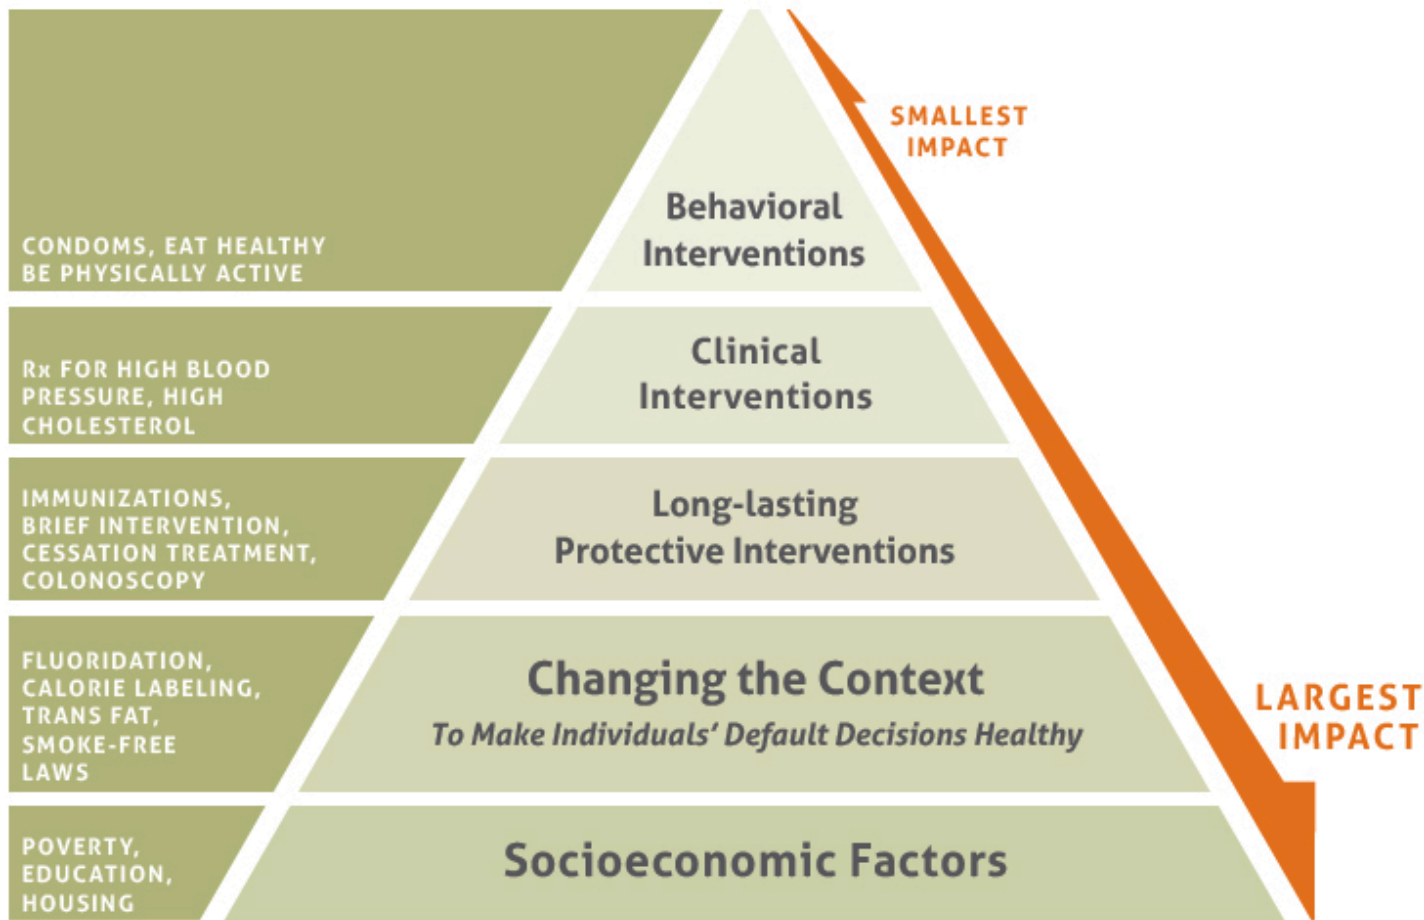 SMALLEST
IMPACT
Behavioral
Interventions
CONDOMS, EAT HEALTHY
BE PHYSICALLY ACTIVE
Clinical
Interventions
Rx FOR HIGH BLOOD
PRESSURE, HIGH
CHOLESTEROL
Long-lasting
Protective Interventions
IMMUNIZATIONS,
BRIEF INTERVENTION,
CESSATION TREATMENT,
COLONOSCOPY
Changing the Context
To Make Individuals’ Default Decisions Healthy
FLUORIDATION,
CALORIE LABELING,
TRANS FAT,
SMOKE-FREE
LAWS
LARGEST
IMPACT
Socioeconomic Factors
POVERTY,
EDUCATION,
HOUSING